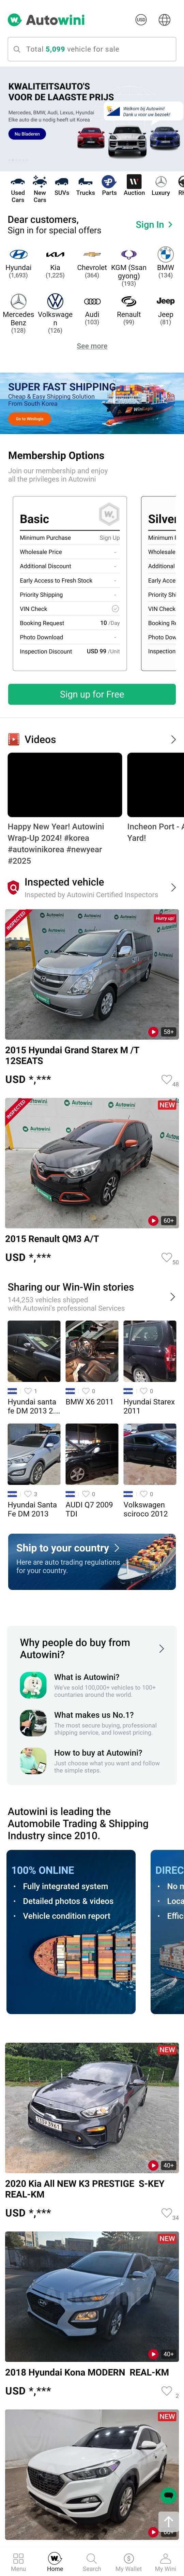 Autowini
USD
Total 5,099 vehicle for sale
KWALITEITSAUTO'S
VOOR DE LAAGSTE PRIJS
Mercedes, BMW, Audi, Lexus, Hyundai
Elke auto die u nodig heeft uit Korea
Welkom bij Autowini!
Dank u voor uw bezoek!
Nu Bladeren
Used Cars
New Cars
SUVs
Trucks
Parts
Auction
Luxury
Dear customers,
Sign in for special offers
Sign In
Hyundai
(1,693)
Kia
(1,225)
Chevrolet
(364)
KGM (Ssan
gyong)
(193)
BMW
(134)
Mercedes
Benz
(128)
Volkswage
n
(126)
Audi
(103)
Renault
(99)
Jeep
(81)
See more
SUPER FAST SHIPPING
Cheap & Easy Shipping Solution
From South Korea
Go to WiniLogis
Membership Options
Join our membership and enjoy
all the privileges in Autowini
Basic
Minimum Purchase Sign Up
Wholesale Price -
Additional Discount -
Early Access to Fresh Stock -
Priority Shipping -
VIN Check
Booking Request 10 /Day
Photo Download -
Inspection Discount USD 99 /Unit
Silver
Minimum
Wholesale
Additional
Early Acce
Priority Sh
VIN Check
Booking R
Photo Dow
Inspection
Sign up for Free
Videos
Happy New Year! Autowini
Wrap-Up 2024! #korea
#autowinikorea #newyear
#2025
Incheon Port - A
Yard!
Inspected vehicle
Inspected by Autowini Certified Inspectors
INSPECTED
Hurry up!
58+
2015 Hyundai Grand Starex M /T
12SEATS
USD *,***
48
INSPECTED
NEW
60+
2015 Renault QM3 A/T
USD *,***
50
Sharing our Win-Win stories
144,253 vehicles shipped
with Autowini's professional Services
1
Hyundai santa
fe DM 2013 2....
0
BMW X6 2011
0
Hyundai Starex
2011
3
Hyundai Santa
Fe DM 2013
0
AUDI Q7 2009
TDI
0
Volkswagen
sciroco 2012
Ship to your country
Here are auto trading regulations
for your country.
Why people do buy from
Autowini?
What is Autowini?
We've sold 100,000+ vehicles to 100+
countries around the world.
What makes us No.1?
The most secure buying, professional
shipping service, and lowest pricing.
How to buy at Autowini?
Just choose what you want and follow
the simple steps.
Autowini is leading the
Automobile Trading & Shipping
Industry since 2010.
100% ONLINE
• Fully integrated system
• Detailed photos & videos
• Vehicle condition report
DIREC
• No m
• Loca
• Effic
NEW
40+
2020 Kia All NEW K3 PRESTIGE S-KEY
REAL-KM
USD *,***
34
NEW
40+
2018 Hyundai Kona MODERN REAL-KM
USD *,***
2
NEW
Menu
Home
Search
My Wallet
My Wini